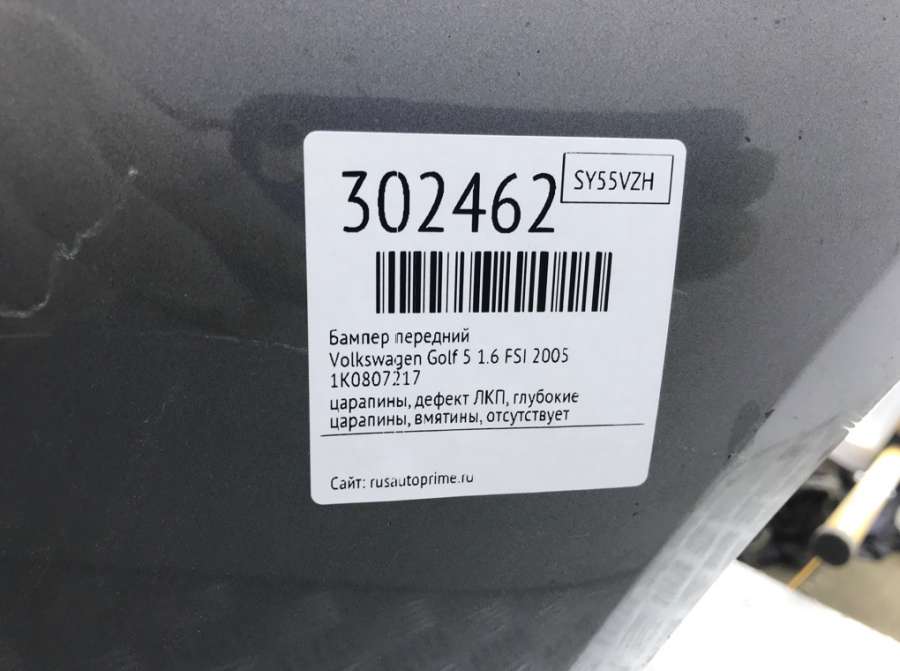 302462
SY55VZH
Бампер передний
Volkswagen Golf 5 1.6 FSI 2005
1K0807217
царапины, дефект ЛКП, глубокие
царапины, вмятины, отсутствует
Сайт: rusautoprime.ru